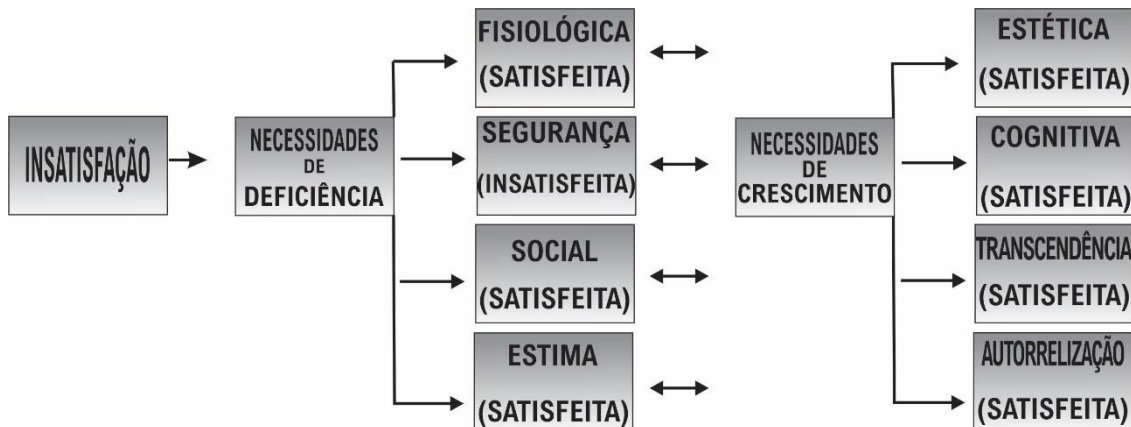 INSATISFAÇÃO
NECESSIDADES
DE
DEFICIÊNCIA
FISIOLÓGICA
(SATISFEITA)
SEGURANÇA
(INSATISFEITA)
SOCIAL
(SATISFEITA)
ESTIMA
(SATISFEITA)
NECESSIDADES
DE
CRESCIMENTO
ESTÉTICA
(SATISFEITA)
COGNITIVA
(SATISFEITA)
TRANSCENDÊNCIA
(SATISFEITA)
AUTORRELIZAÇÃO
(SATISFEITA)